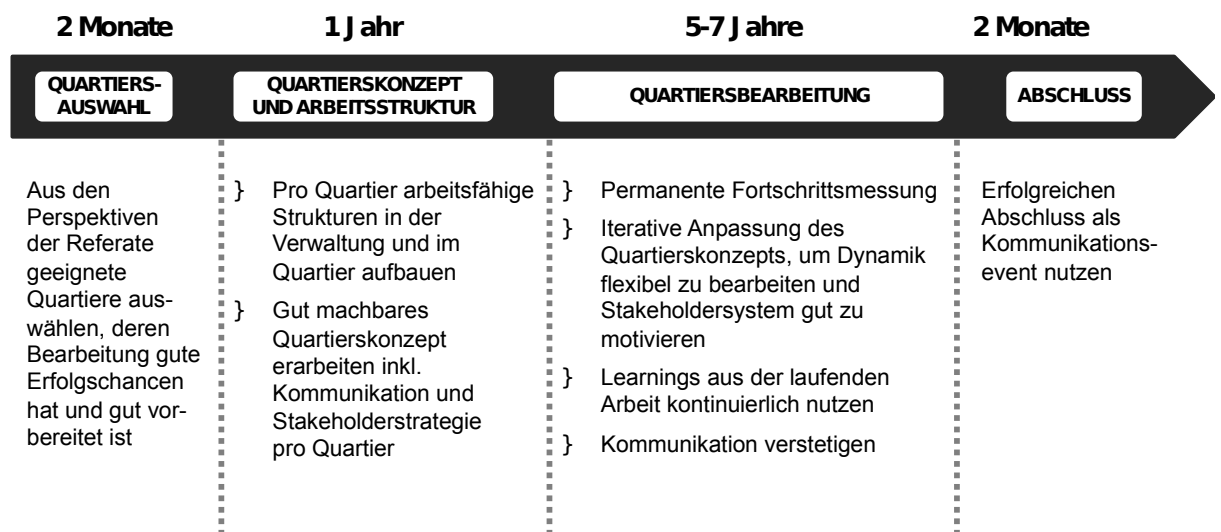 2 Monate
1 Jahr
5-7 Jahre
2 Monate
QUARTIERS-
AUSWAHL
QUARTIERSKONZEPT
UND ARBEITSSTRUKTUR
QUARTIERSBEARBEITUNG
ABSCHLUSS
Aus den
Perspektiven
der Referate
geeignete
Quartiere aus-
wählen, deren
Bearbeitung gute
Erfolgschancen
hat und gut vor-
bereitet ist
} Pro Quartier arbeitsfähige
Strukturen in der
Verwaltung und im
Quartier aufbauen
} Gut machbares
Quartierskonzept
erarbeiten inkl.
Kommunikation und
Stakeholderstrategie
pro Quartier
} Permanente Fortschrittsmessung
} Iterative Anpassung des
Quartierskonzepts, um Dynamik
flexibel zu bearbeiten und
Stakeholdersystem gut zu
motivieren
} Learnings aus der laufenden
Arbeit kontinuierlich nutzen
} Kommunikation verstetigen
Erfolgreichen
Abschluss als
Kommunikations-
event nutzen